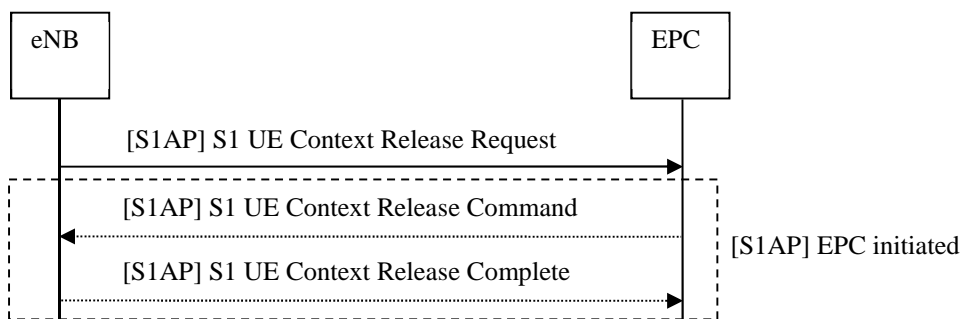 eNB
EPC
[S1AP] S1 UE Context Release Request
[S1AP] S1 UE Context Release Command
[S1AP] EPC initiated
[S1AP] S1 UE Context Release Complete